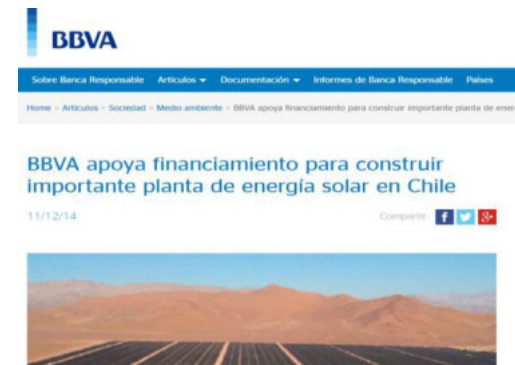 BBVA
Sobre Banca Responsable Artículos Documentación Informes de Banca Responsable Países
Home > Artículos > Sociedad > Medio ambiente > BBVA apoya financiamiento para construir importante planta de ener
BBVA apoya financiamiento para construir
importante planta de energía solar en Chile
11/12/14 Compartir: f 8+